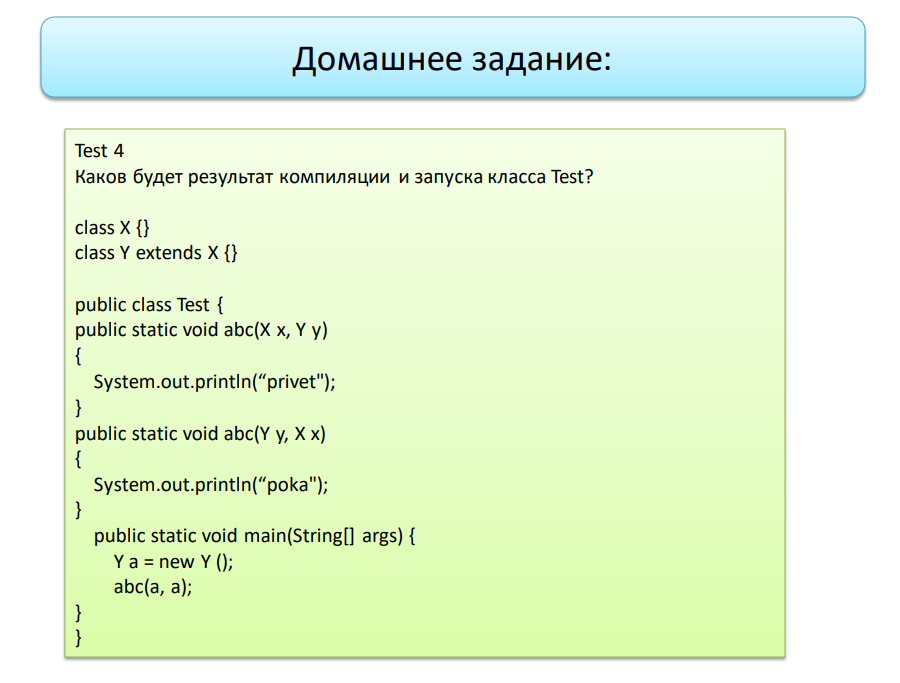 Домашнее задание:
Test 4
Каков будет результат компиляции и запуска класса Test?
class X {}
class Y extends X {}
public class Test {
public static void abc(X x, Y y)
{
System.out.println(“privet");
}
public static void abc(Y y, X x)
{
System.out.println(“poka");
}
public static void main(String[] args) {
Y a = new Y ();
abc(a, a);
}
}